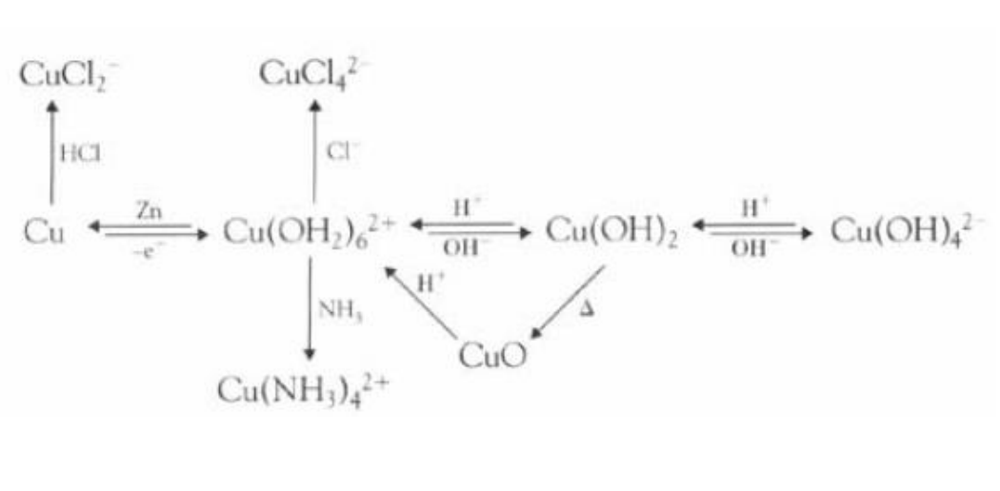 CuCl₂⁻ CuCl₄²⁻
HCl Cl⁻
Zn H⁺ H⁺
Cu Cu(OH₂)₆²⁺ Cu(OH)₂ Cu(OH)₄²⁻
-e⁻ OH⁻ OH⁻
H⁺
NH₃ Δ
CuO
Cu(NH₃)₄²⁺